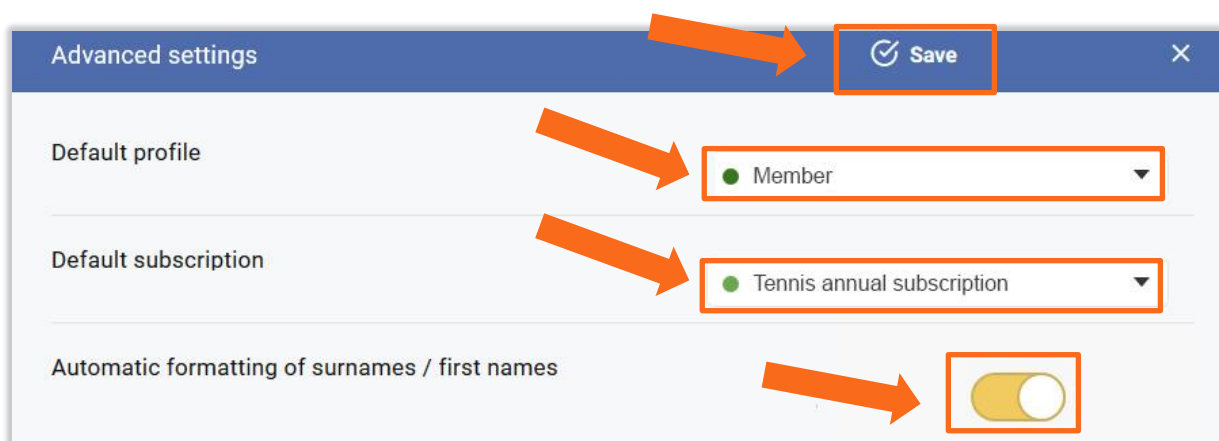 Advanced settings
Save
Default profile
Member
Default subscription
Tennis annual subscription
Automatic formatting of surnames / first names